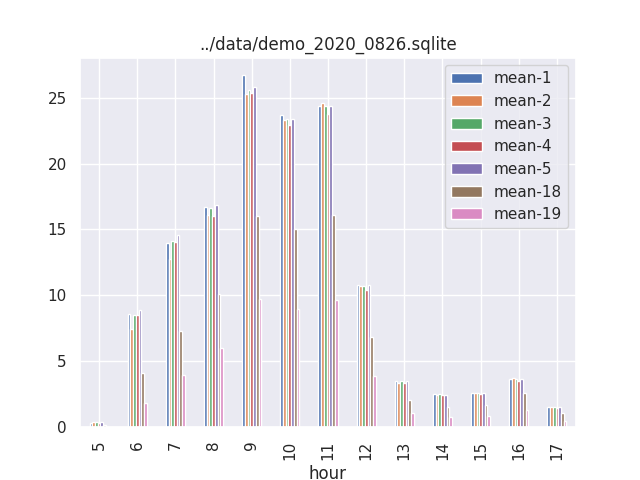 ../data/demo_2020_0826.sqlite
mean-1
mean-2
mean-3
mean-4
mean-5
mean-18
mean-19
25
20
15
10
5
0
5 6 7 8 9 10 11 12 13 14 15 16 17
hour